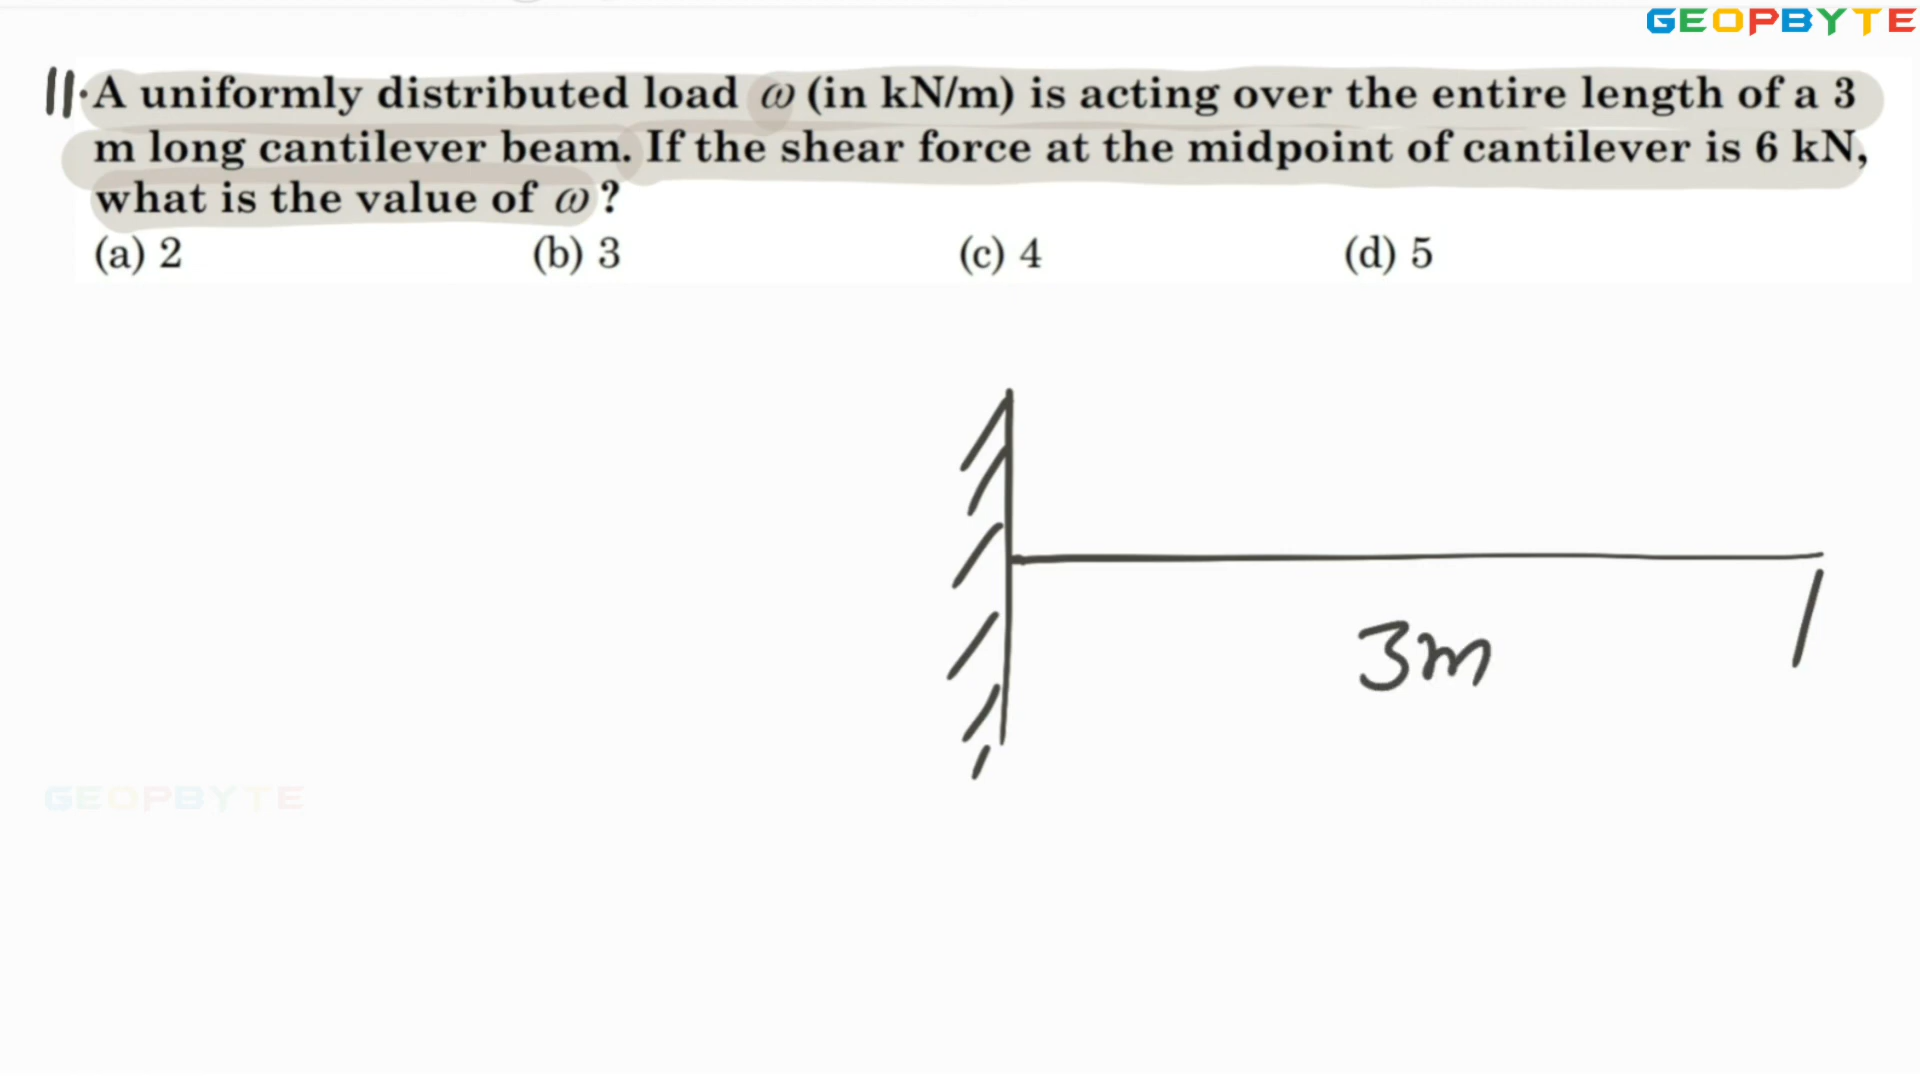 GEOPBYTE
11. A uniformly distributed load ω (in kN/m) is acting over the entire length of a 3
m long cantilever beam. If the shear force at the midpoint of cantilever is 6 kN,
what is the value of ω?
(a) 2 (b) 3 (c) 4 (d) 5
3m
GEOPBYTE